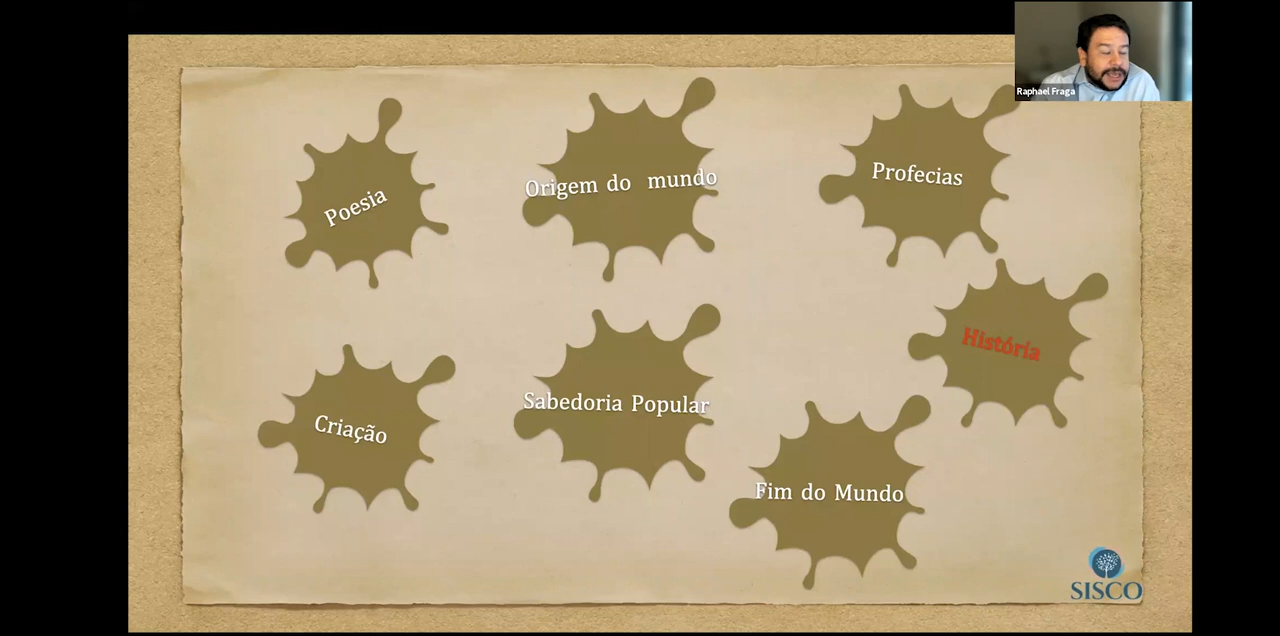 Raphael Fraga
Poesia
Origem do mundo
Profecias
História
Criação
Sabedoria Popular
Fim do Mundo
SISCO